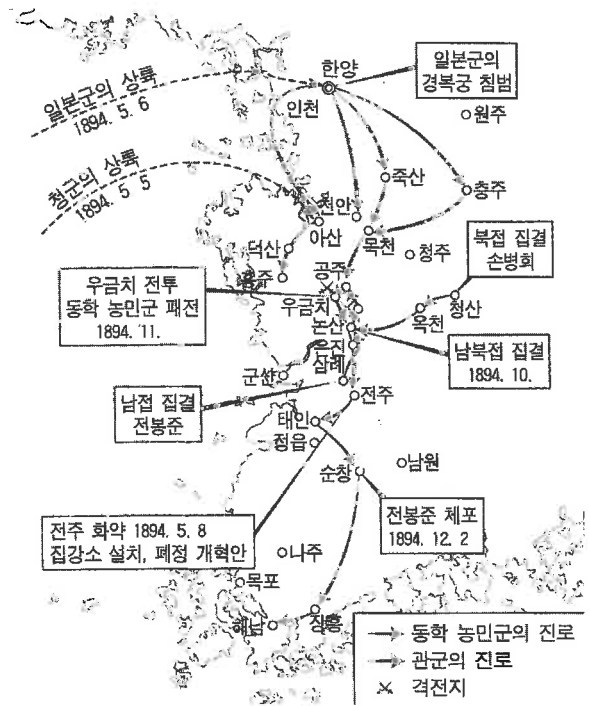 일본군의 상륙
1894. 5. 6
한양
일본군의
경복궁 침범
인천
원주
청군의 상륙
1894. 5 5
죽산
충주
천안
아산
목천
청주
북접 집결
손병희
덕산
홍주
공주
우금치 전투
동학 농민군 패전
1894. 11.
우금치
논산
은진
삼례
옥천
청산
남북접 집결
1894. 10.
군산
남접 집결
전봉준
전주
태인
정읍
순창
남원
전주 화약 1894. 5. 8
집강소 설치, 폐정 개혁안
전봉준 체포
1894. 12. 2
나주
목포
해남
장흥
동학 농민군의 진로
관군의 진로
격전지